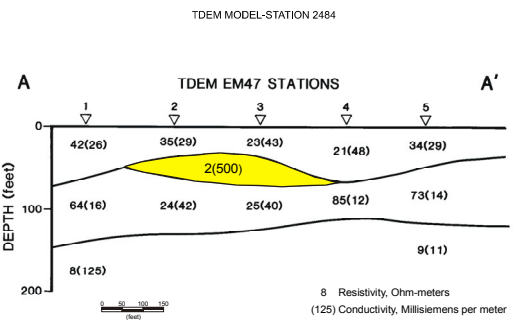 TDEM MODEL-STATION 2484
A TDEM EM47 STATIONS A'
1 2 3 4 5
0
42(26) 35(29) 23(43) 21(48) 34(29)
2(500)
64(16) 24(42) 25(40) 85(12) 73(14)
100
9(11)
8(125)
200
DEPTH (feet)
0 50 100 150
(feet)
8 Resistivity, Ohm-meters
(125) Conductivity, Millisiemens per meter